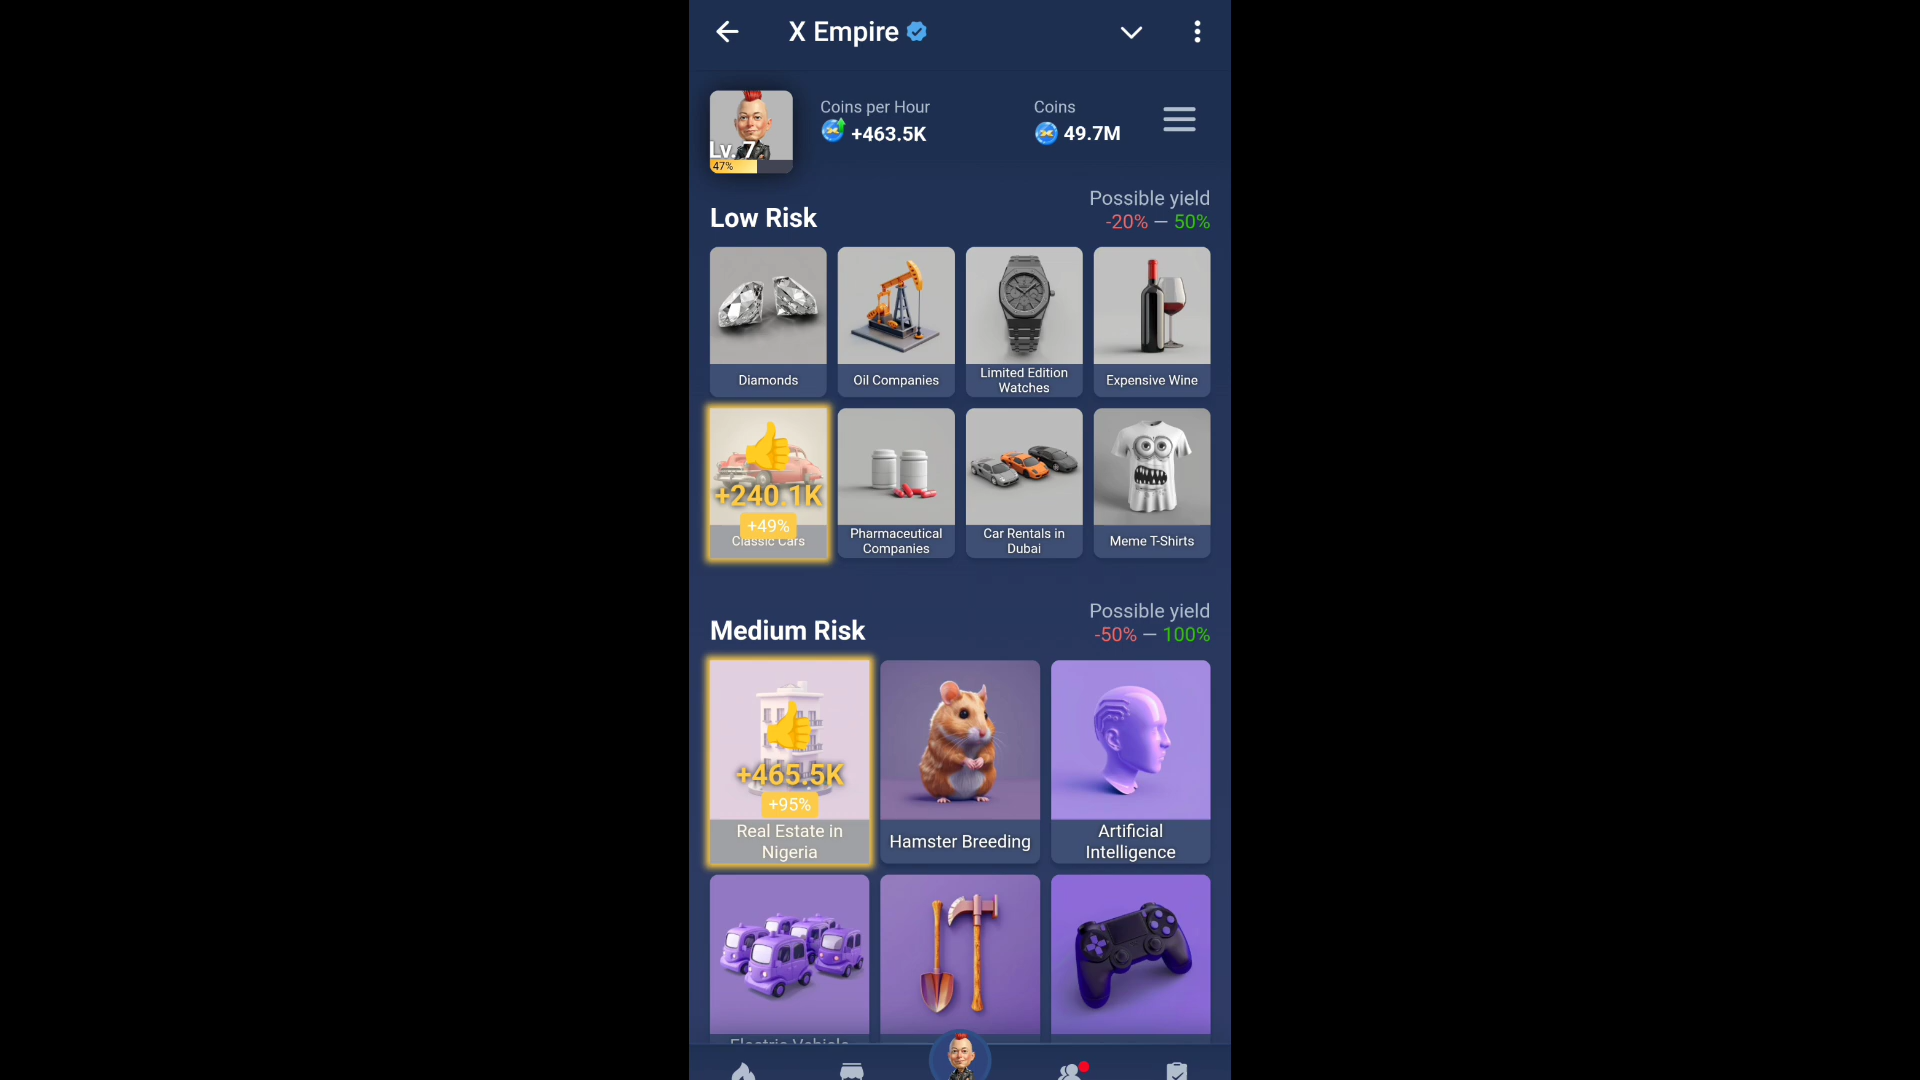 X Empire
Coins per Hour
+463.5K
Coins
49.7M
Lv. 7
47%
Low Risk
Possible yield
-20% — 50%
Diamonds
Oil Companies
Limited Edition
Watches
Expensive Wine
+240.1K
+49%
Classic Cars
Pharmaceutical
Companies
Car Rentals in
Dubai
Meme T-Shirts
Medium Risk
Possible yield
-50% — 100%
+465.5K
+95%
Real Estate in
Nigeria
Hamster Breeding
Artificial
Intelligence
Electric Vehicle